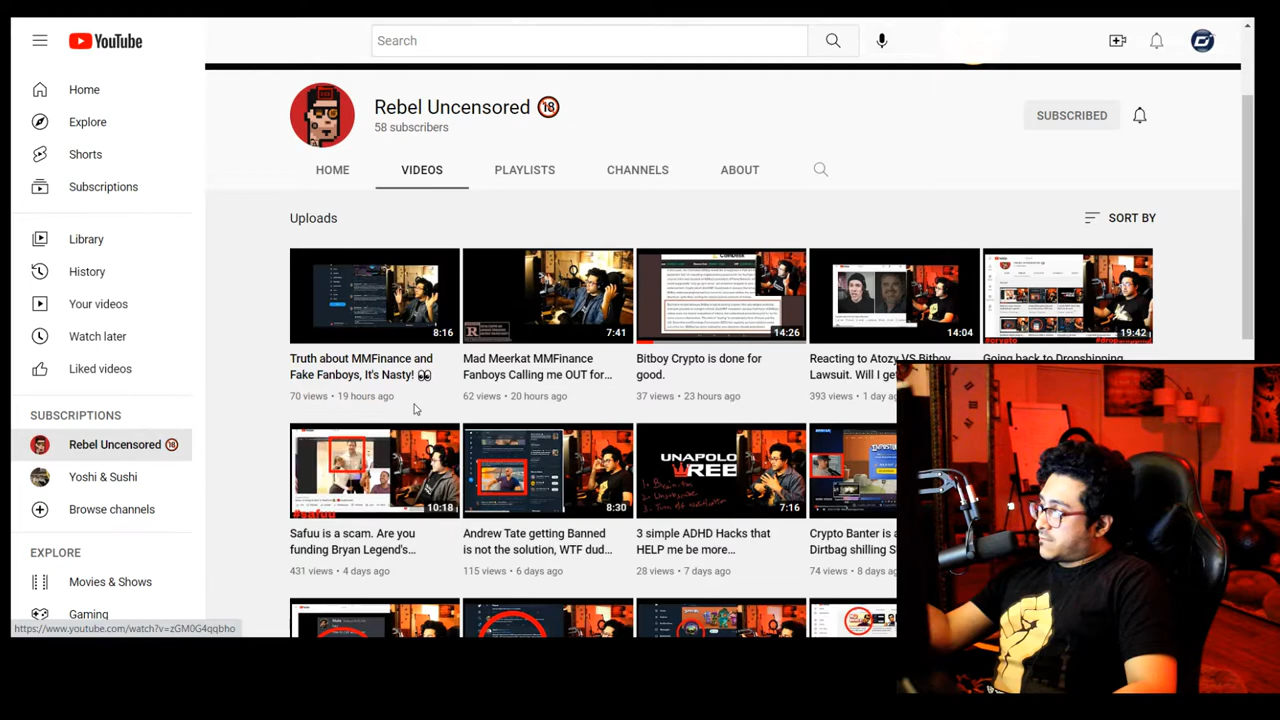 YouTube
Search
Home
Explore
Shorts
Subscriptions
Library
History
Your videos
Watch later
Liked videos
SUBSCRIPTIONS
Rebel Uncensored 🔞
Yoshi & Sushi
Browse channels
EXPLORE
Movies & Shows
Gaming
https://www.youtube.com/watch?v=zGM0G4qqbho
Rebel Uncensored 🔞
58 subscribers
SUBSCRIBED
HOME
VIDEOS
PLAYLISTS
CHANNELS
ABOUT
Uploads
SORT BY
8:16
Truth about MMFinance and
Fake Fanboys, It's Nasty! 👀
70 views • 19 hours ago
7:41
Mad Meerkat MMFinance
Fanboys Calling me OUT for...
62 views • 20 hours ago
CoinDesk
14:26
Bitboy Crypto is done for
good.
37 views • 23 hours ago
14:04
Reacting to Atozy VS Bitboy
Lawsuit. Will I ge
393 views • 1 day a
#crypto
19:42
Going back to Dropshipping
#safuu
10:18
Safuu is a scam. Are you
funding Bryan Legend's...
431 views • 4 days ago
8:30
Andrew Tate getting Banned
is not the solution, WTF dud...
115 views • 6 days ago
UNAPOLO
REE
7:16
3 simple ADHD Hacks that
HELP me be more...
28 views • 7 days ago
Crypto Banter is a
Dirtbag shilling S
74 views • 8 days a